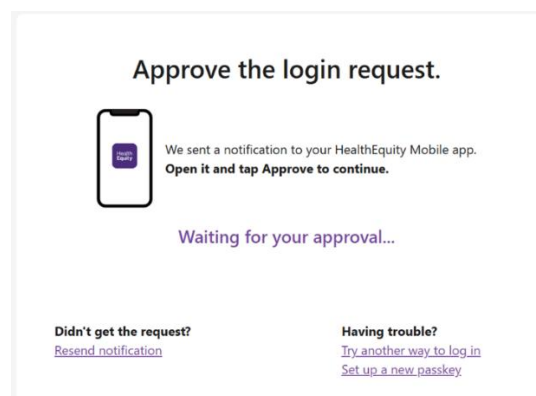 Approve the login request.
Health
Equity
We sent a notification to your HealthEquity Mobile app.
Open it and tap Approve to continue.
Waiting for your approval...
Didn't get the request?
Resend notification
Having trouble?
Try another way to log in
Set up a new passkey